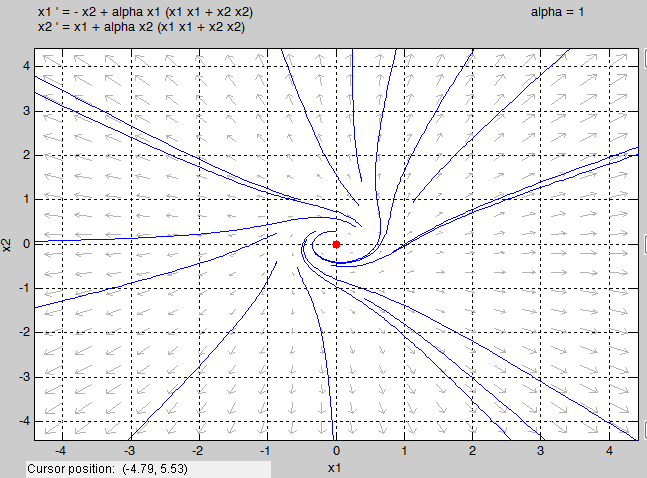 x1 ' = - x2 + alpha x1 (x1 x1 + x2 x2)
x2 ' = x1 + alpha x2 (x1 x1 + x2 x2)
alpha = 1
4
3
2
1
0
-1
-2
-3
-4
x2
-4 -3 -2 -1 0 1 2 3 4
x1
Cursor position: (-4.79, 5.53)